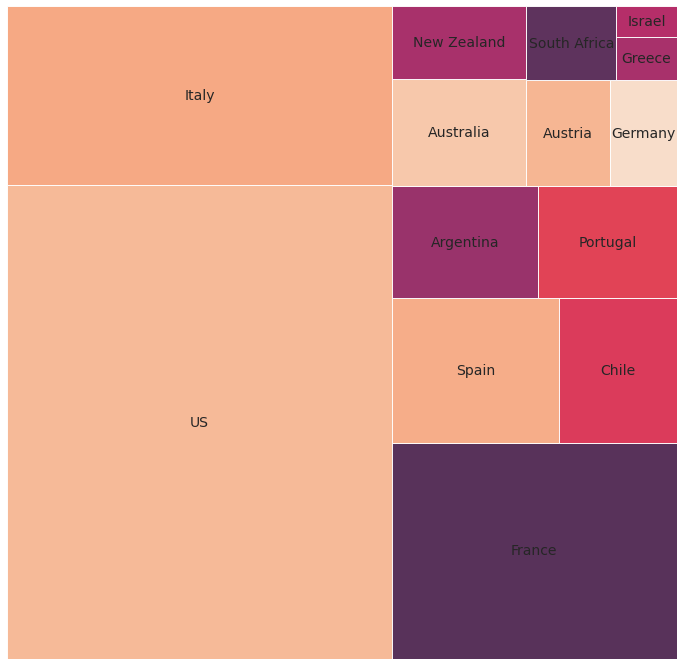 New Zealand
South Africa
Israel
Greece
Italy
Australia
Austria
Germany
Argentina
Portugal
Spain
Chile
US
France